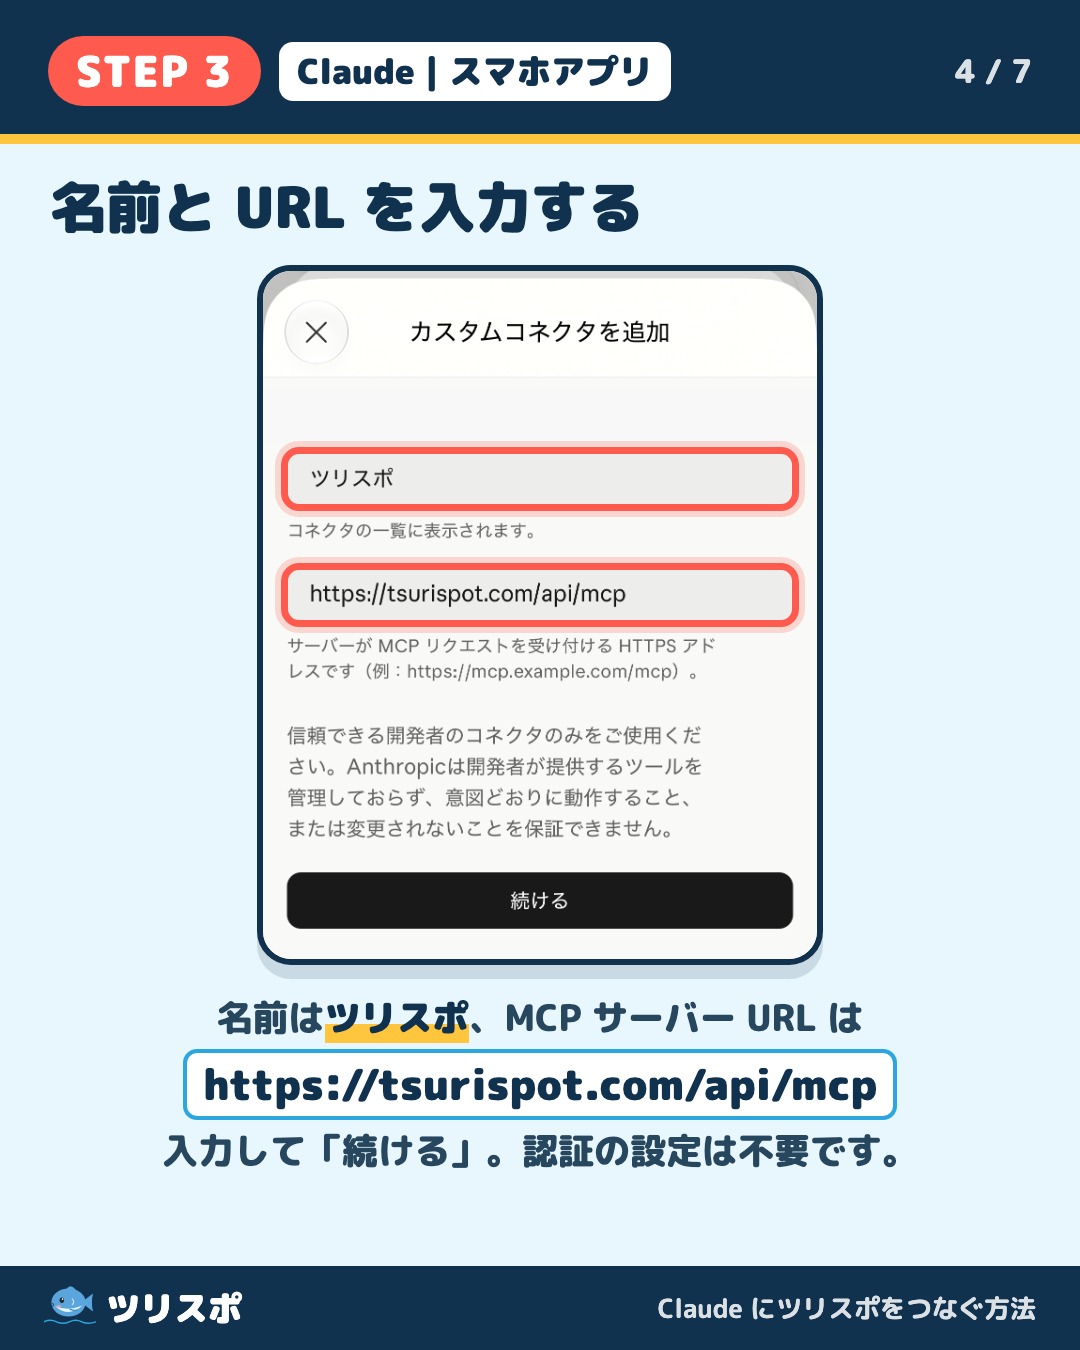 STEP 3
Claude | スマホアプリ
4 / 7
名前と URL を入力する
カスタムコネクタを追加
ツリスポ
コネクタの一覧に表示されます。
https://tsurispot.com/api/mcp
サーバーが MCP リクエストを受け付ける HTTPS アド
レスです（例：https://mcp.example.com/mcp）。
信頼できる開発者のコネクタのみをご使用くだ
さい。Anthropicは開発者が提供するツールを
管理しておらず、意図どおりに動作すること、
または変更されないことを保証できません。
続ける
名前はツリスポ、MCP サーバー URL は
https://tsurispot.com/api/mcp
入力して「続ける」。認証の設定は不要です。
ツリスポ
Claude にツリスポをつなぐ方法